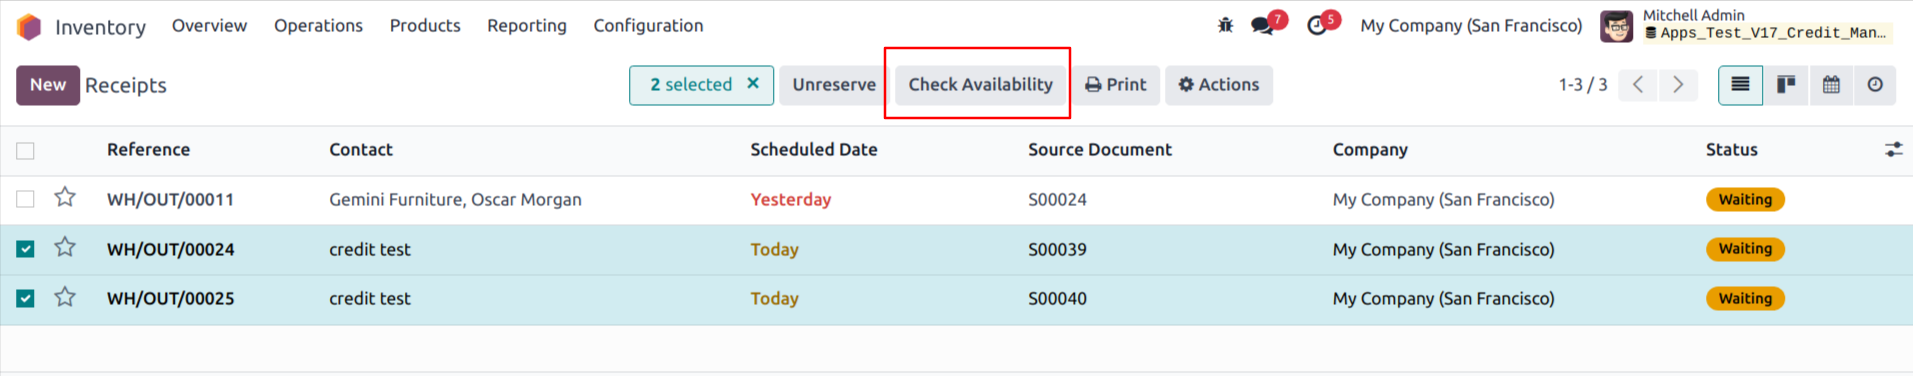 Inventory Overview Operations Products Reporting Configuration 7 5 My Company (San Francisco) Mitchell Admin
Apps_Test_V17_Credit_Man…
New Receipts 2 selected × Unreserve Check Availability Print Actions 1-3 / 3
Reference Contact Scheduled Date Source Document Company Status
WH/OUT/00011 Gemini Furniture, Oscar Morgan Yesterday S00024 My Company (San Francisco) Waiting
WH/OUT/00024 credit test Today S00039 My Company (San Francisco) Waiting
WH/OUT/00025 credit test Today S00040 My Company (San Francisco) Waiting